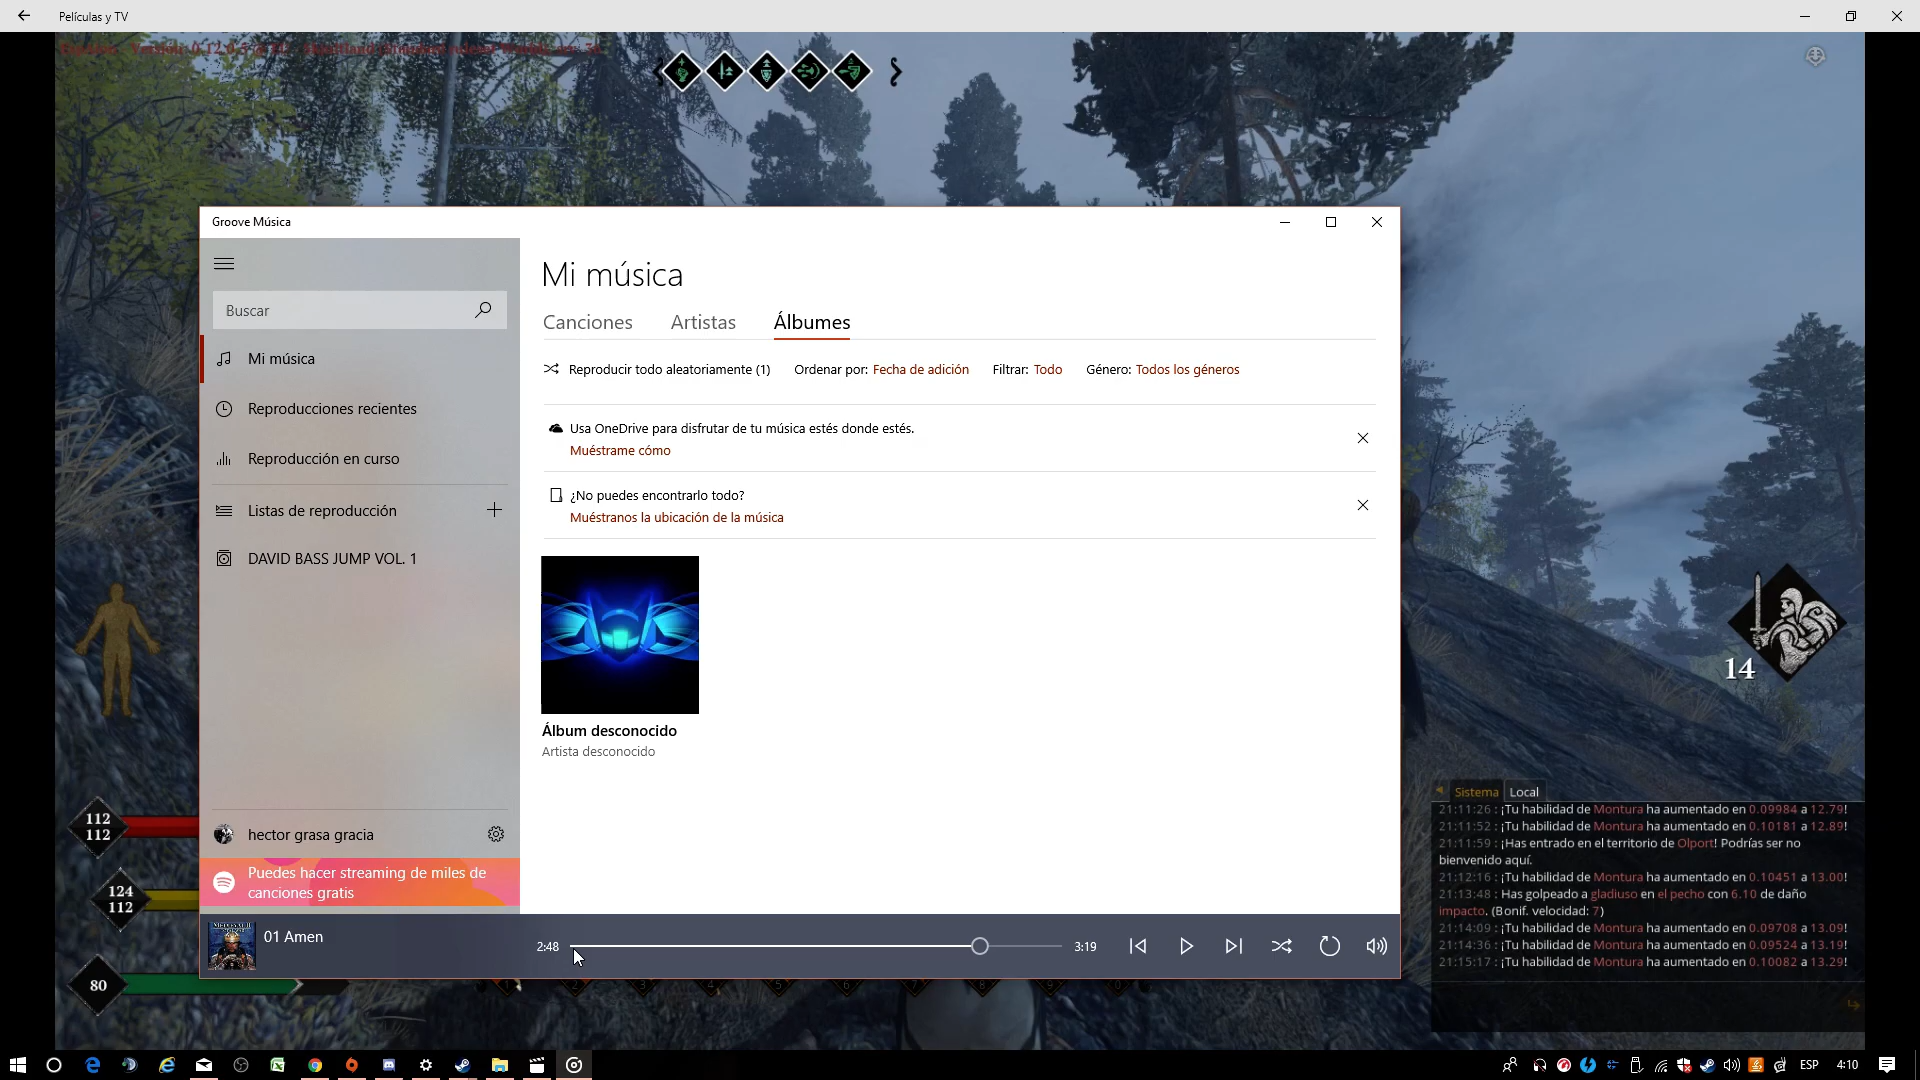 Películas y TV
Groove Música
Buscar
Mi música
Reproducciones recientes
Reproducción en curso
Listas de reproducción
DAVID BASS JUMP VOL. 1
hector grasa gracia
Puedes hacer streaming de miles de
canciones gratis
Mi música
Canciones Artistas Álbumes
Reproducir todo aleatoriamente (1) Ordenar por: Fecha de adición Filtrar: Todo Género: Todos los géneros
Usa OneDrive para disfrutar de tu música estés donde estés.
Muéstrame cómo
¿No puedes encontrarlo todo?
Muéstranos la ubicación de la música
Álbum desconocido
Artista desconocido
01 Amen
2:48 3:19
112
112
124
112
80
14
Sistema Local
21:11:26 : ¡Tu habilidad de Montura ha aumentado en 0.09984 a 12.79!
21:11:52 : ¡Tu habilidad de Montura ha aumentado en 0.10181 a 12.89!
21:11:59 : ¡Has entrado en el territorio de Olport! Podrías ser no
bienvenido aquí.
21:12:16 : ¡Tu habilidad de Montura ha aumentado en 0.10451 a 13.00!
21:13:48 : Has golpeado a gladiuso en el pecho con 6.10 de daño
impacto. (Bonif. velocidad: 7)
21:14:09 : ¡Tu habilidad de Montura ha aumentado en 0.09708 a 13.09!
21:14:36 : ¡Tu habilidad de Montura ha aumentado en 0.09524 a 13.19!
21:15:17 : ¡Tu habilidad de Montura ha aumentado en 0.10082 a 13.29!
1 2 3 4 5 6 7 8 9 0
ESP 4:10